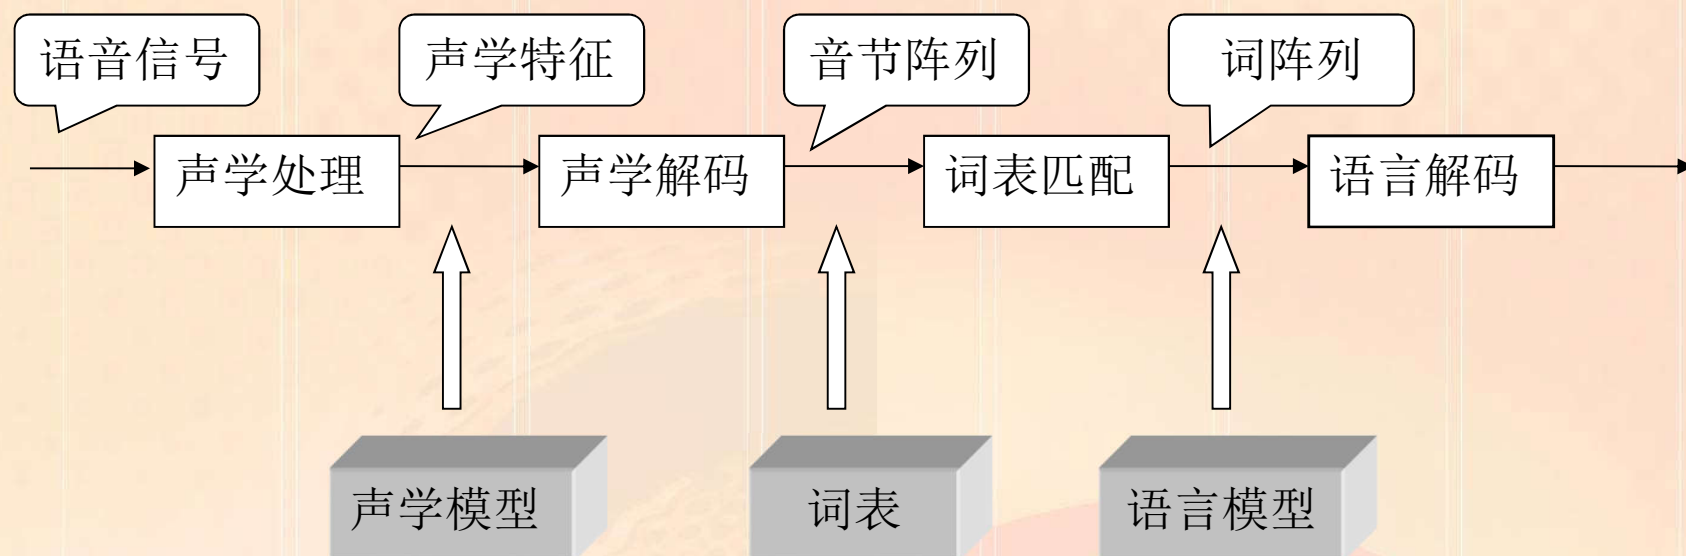 语音信号
声学特征
音节阵列
词阵列
声学处理
声学解码
词表匹配
语言解码
声学模型
词表
语言模型